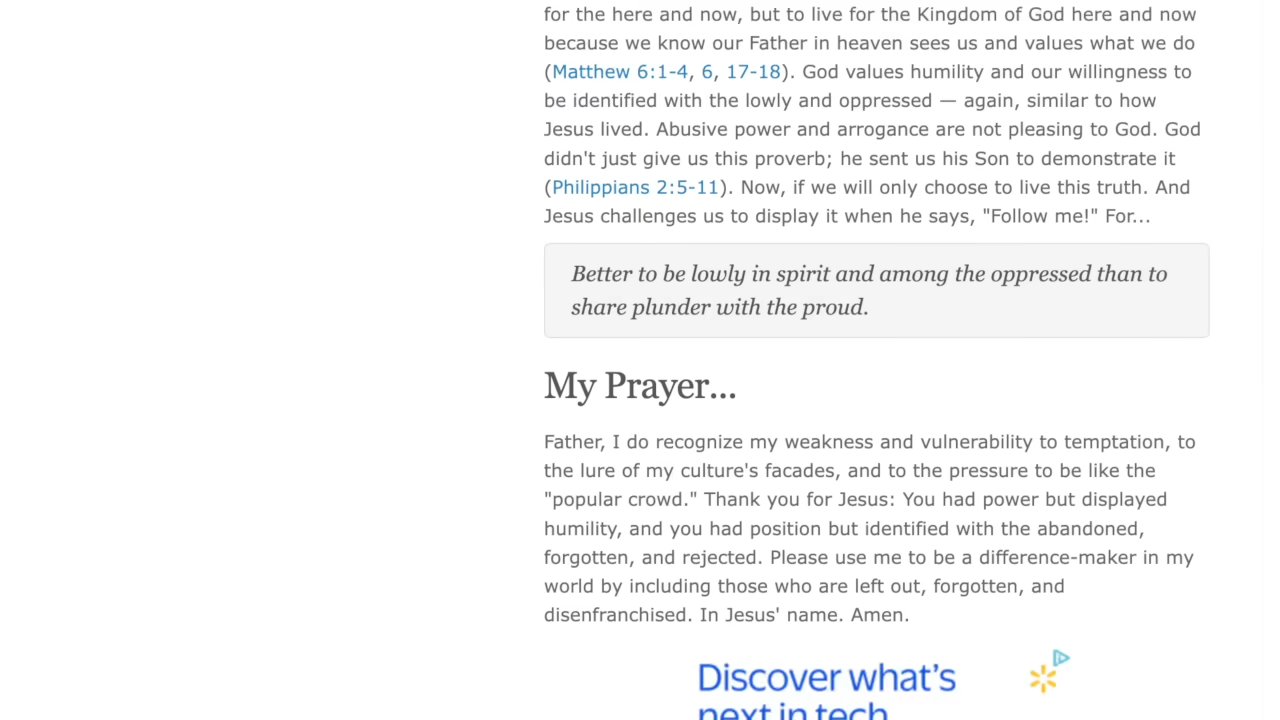 for the here and now, but to live for the Kingdom of God here and now
because we know our Father in heaven sees us and values what we do
(Matthew 6:1-4, 6, 17-18). God values humility and our willingness to
be identified with the lowly and oppressed — again, similar to how
Jesus lived. Abusive power and arrogance are not pleasing to God. God
didn't just give us this proverb; he sent us his Son to demonstrate it
(Philippians 2:5-11). Now, if we will only choose to live this truth. And
Jesus challenges us to display it when he says, "Follow me!" For...
Better to be lowly in spirit and among the oppressed than to
share plunder with the proud.
My Prayer...
Father, I do recognize my weakness and vulnerability to temptation, to
the lure of my culture's facades, and to the pressure to be like the
"popular crowd." Thank you for Jesus: You had power but displayed
humility, and you had position but identified with the abandoned,
forgotten, and rejected. Please use me to be a difference-maker in my
world by including those who are left out, forgotten, and
disenfranchised. In Jesus' name. Amen.
Discover what's
next in tech